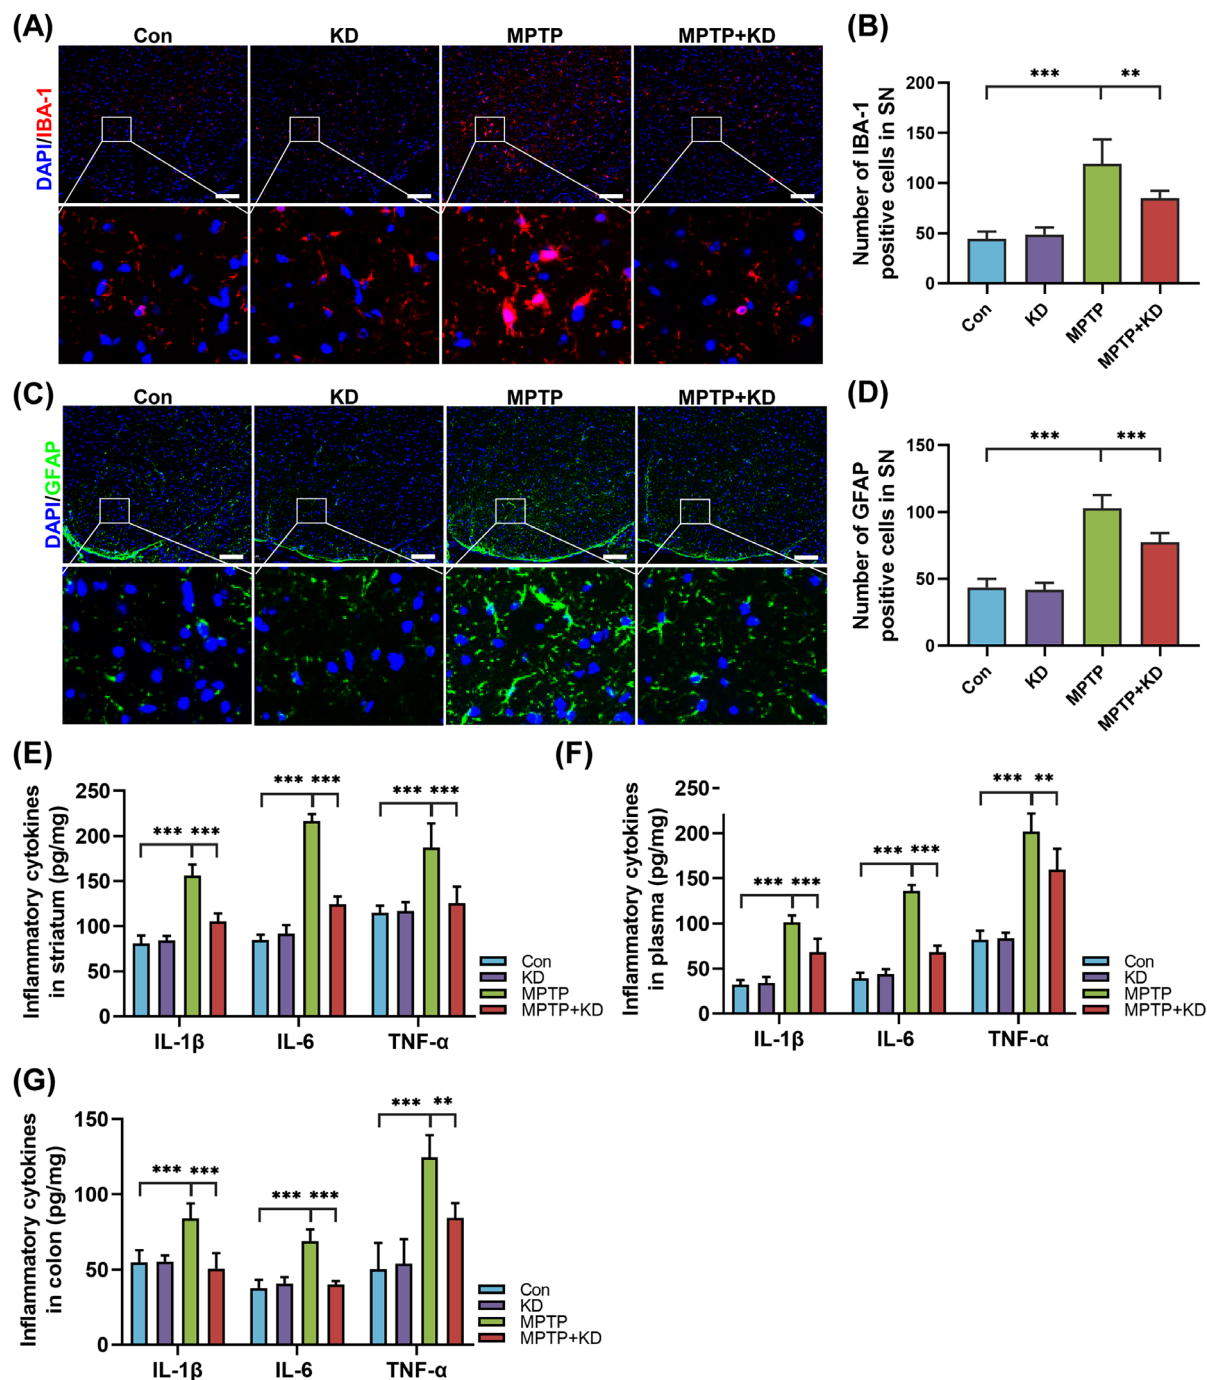 (A)
Con KD MPTP MPTP+KD
DAPI/IBA-1
(B)
Number of IBA-1
positive cells in SN
200
150
100
50
0
*** **
Con KD MPTP MPTP+KD
(C)
Con KD MPTP MPTP+KD
DAPI/GFAP
(D)
Number of GFAP
positive cells in SN
150
100
50
0
*** ***
Con KD MPTP MPTP+KD
(E)
Inflammatory cytokines
in striatum (pg/mg)
250
200
150
100
50
0
*** ***
*** ***
*** ***
IL-1β IL-6 TNF-α
Con
KD
MPTP
MPTP+KD
(F)
Inflammatory cytokines
in plasma (pg/mg)
250
200
150
100
50
0
*** ***
*** ***
*** **
IL-1β IL-6 TNF-α
Con
KD
MPTP
MPTP+KD
(G)
Inflammatory cytokines
in colon (pg/mg)
150
100
50
0
*** ***
*** ***
*** **
IL-1β IL-6 TNF-α
Con
KD
MPTP
MPTP+KD